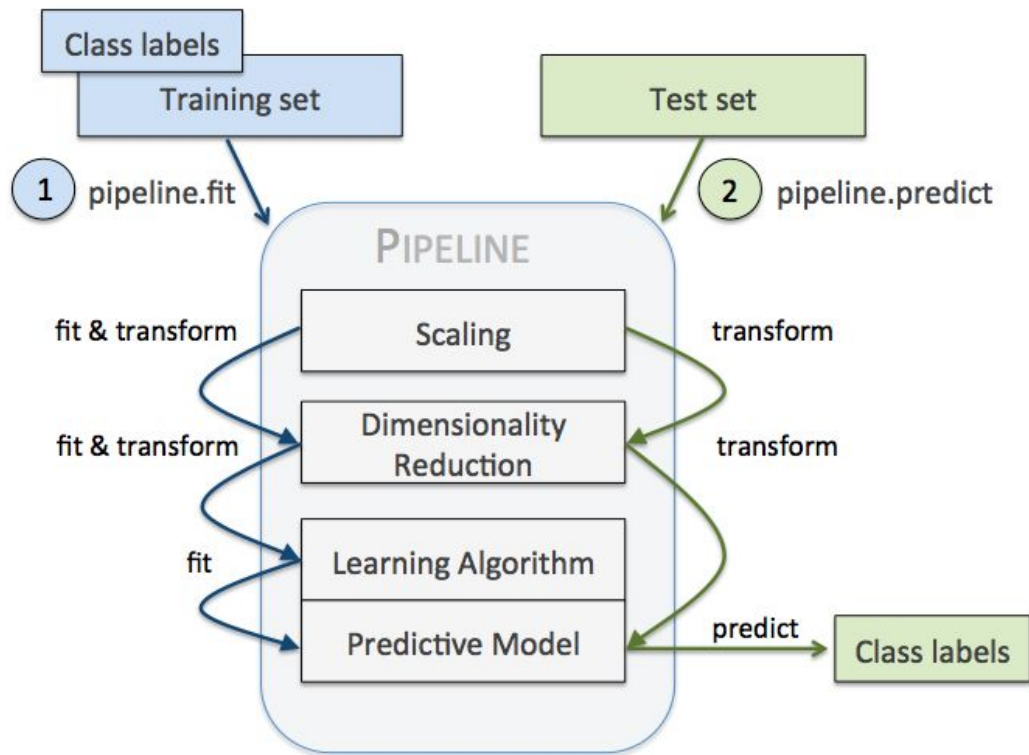 Class labels
Training set
Test set
1 pipeline.fit
2 pipeline.predict
PIPELINE
fit & transform
Scaling
transform
fit & transform
Dimensionality
Reduction
transform
fit
Learning Algorithm
Predictive Model
predict
Class labels